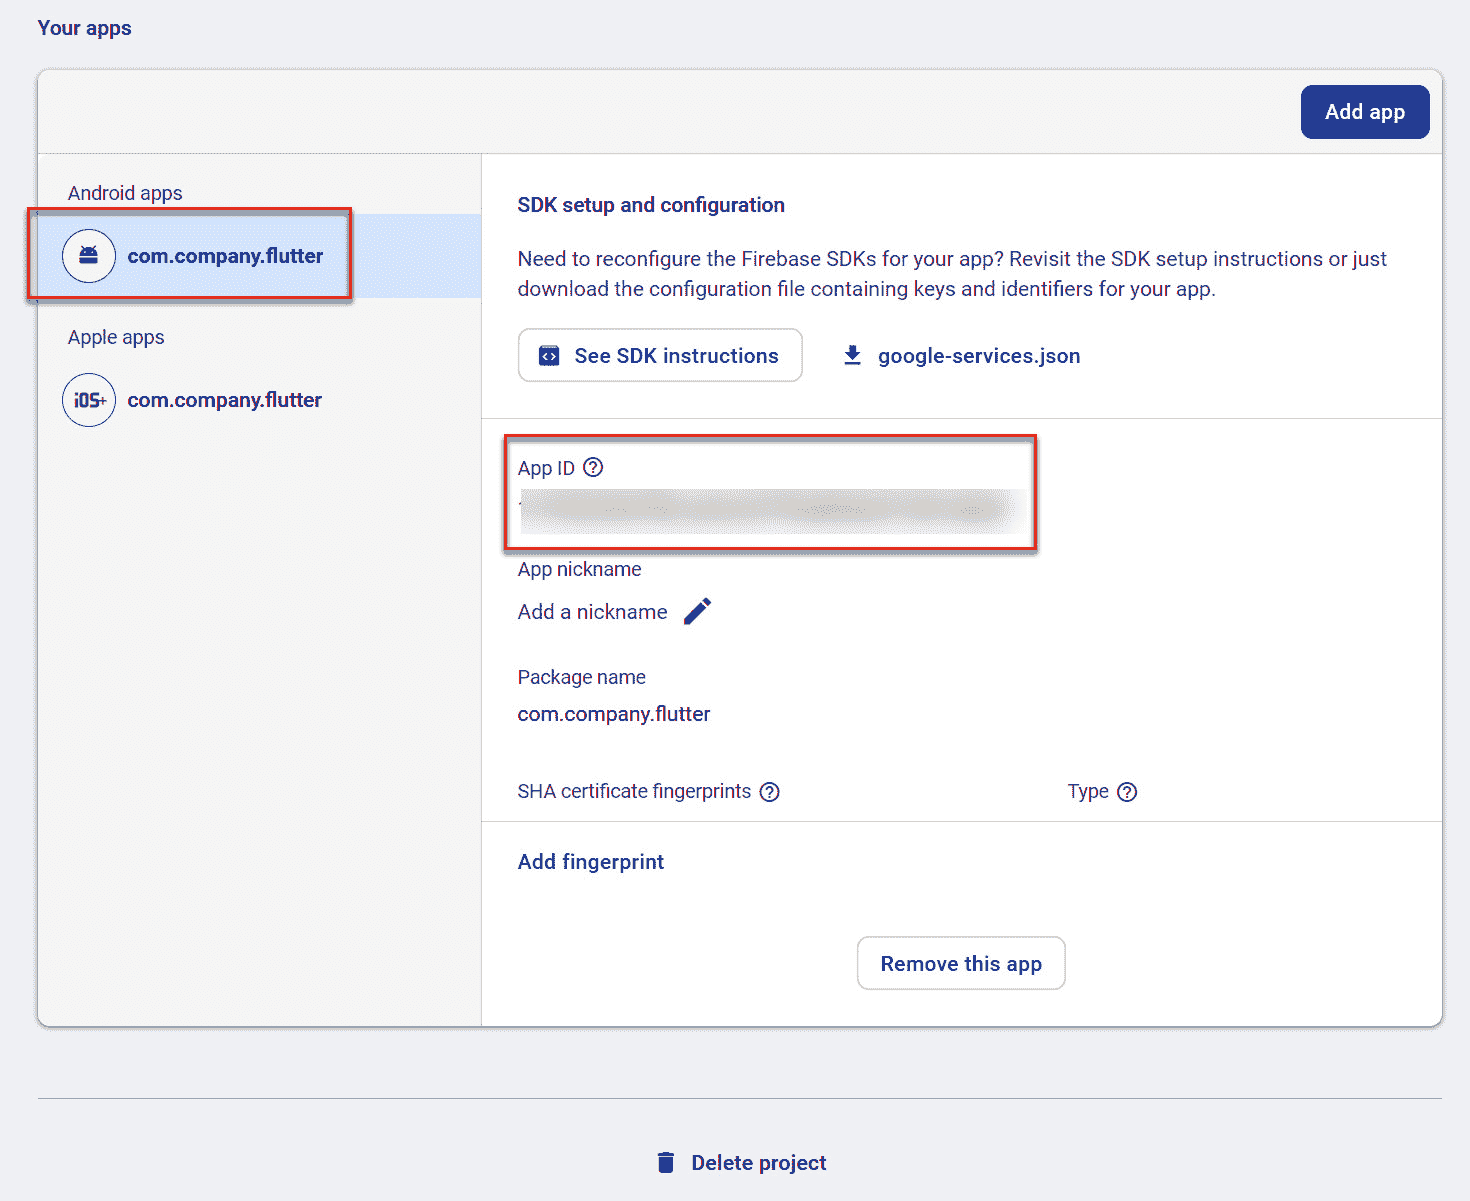 Your apps
Add app
Android apps
com.company.flutter
Apple apps
iOS+
com.company.flutter
SDK setup and configuration
Need to reconfigure the Firebase SDKs for your app? Revisit the SDK setup instructions or just
download the configuration file containing keys and identifiers for your app.
See SDK instructions
google-services.json
App ID
App nickname
Add a nickname
Package name
com.company.flutter
SHA certificate fingerprints
Type
Add fingerprint
Remove this app
Delete project